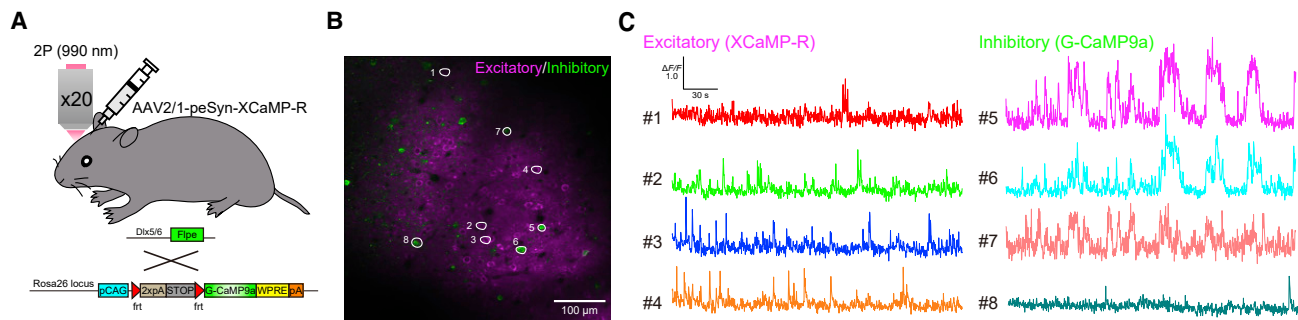 A
2P (990 nm)
x20
AAV2/1-peSyn-XCaMP-R
Dlx5/6
Flpe
Rosa26 locus
pCAG
2xpA
STOP
G-CaMP9a
WPRE
pA
frt
frt
B
Excitatory/Inhibitory
1
7
4
2
3
5
6
8
100 µm
C
Excitatory (XCaMP-R)
ΔF/F
1.0
30 s
#1
#2
#3
#4
Inhibitory (G-CaMP9a)
#5
#6
#7
#8